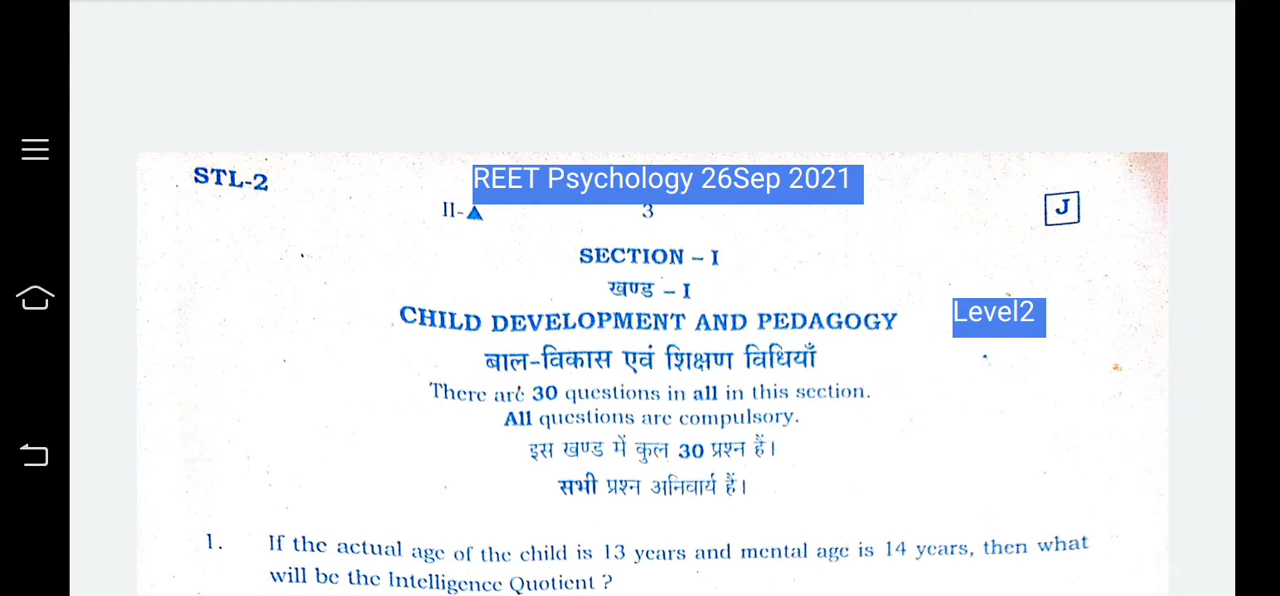 STL-2
REET Psychology 26Sep 2021
II-
3
J
SECTION – I
खण्ड – I
CHILD DEVELOPMENT AND PEDAGOGY
Level2
बाल-विकास एवं शिक्षण विधियाँ
There are 30 questions in all in this section.
All questions are compulsory.
इस खण्ड में कुल 30 प्रश्न हैं।
सभी प्रश्न अनिवार्य हैं।
1. If the actual age of the child is 13 years and mental age is 14 years, then what
will be the Intelligence Quotient ?